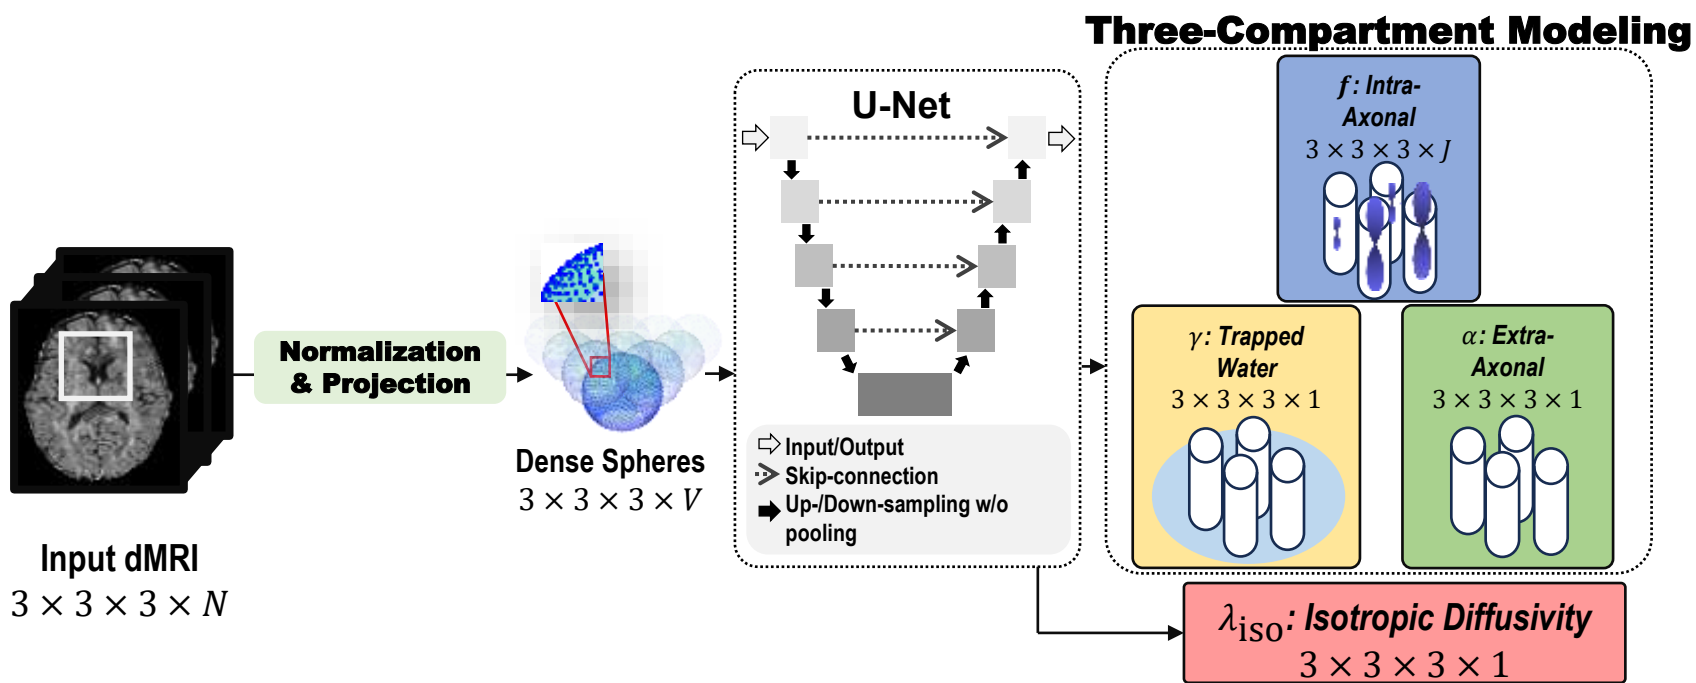 Three-Compartment Modeling
U-Net
f: Intra-
Axonal
3 × 3 × 3 × J
Normalization
& Projection
γ: Trapped
Water
3 × 3 × 3 × 1
α: Extra-
Axonal
3 × 3 × 3 × 1
Dense Spheres
3 × 3 × 3 × V
Input/Output
Skip-connection
Up-/Down-sampling w/o
pooling
Input dMRI
3 × 3 × 3 × N
λiso: Isotropic Diffusivity
3 × 3 × 3 × 1